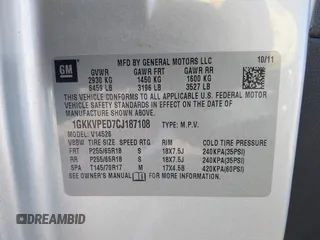 GM
MFD BY GENERAL MOTORS LLC
10/11
GVWR GAWR FRT GAWR RR
2930 KG 1450 KG 1600 KG
6459 LB 3196 LB 3527 LB
THIS VEHICLE CONFORMS TO ALL APPLICABLE U.S. FEDERAL MOTOR VEHICLE SAFETY AND THEFT PREVENTION STANDARDS IN EFFECT ON THE DATE OF MANUFACTURE SHOWN ABOVE.
1GKKVPED7CJ187108 TYPE: M.P.V.
MODEL: V14526
TIRE SIZE SPEED RTG RIM COLD TIRE PRESSURE
FRT P255/65R18 S 18X7.5J 240KPA(35PSI)
RR P255/65R18 S 18X7.5J 240KPA(35PSI)
SPA T145/70R17 M 17X4.5B 420KPA(60PSI)
SEE OWNER'S MANUAL FOR MORE INFORMATION.
DREAMBID